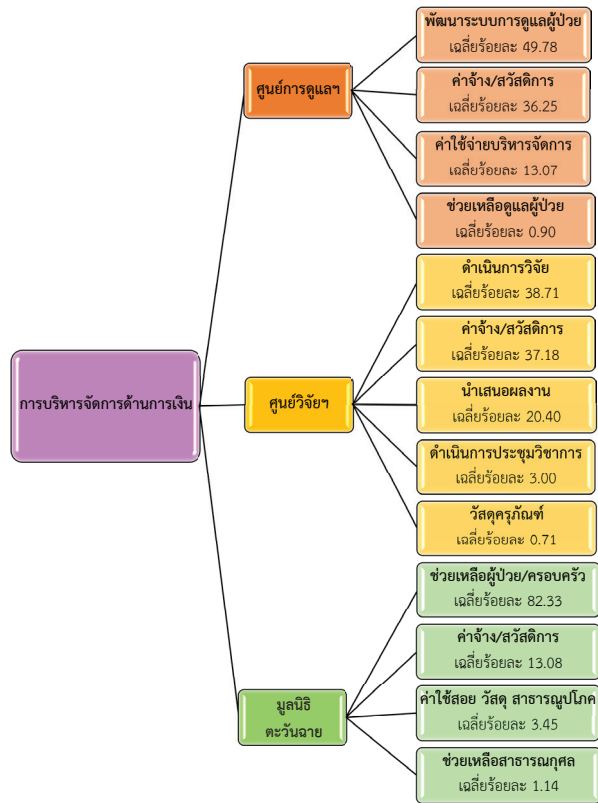 การบริหารจัดการด้านการเงิน
ศูนย์การดูแลฯ
พัฒนาระบบการดูแลผู้ป่วย
เฉลี่ยร้อยละ 49.78
ค่าจ้าง/สวัสดิการ
เฉลี่ยร้อยละ 36.25
ค่าใช้จ่ายบริหารจัดการ
เฉลี่ยร้อยละ 13.07
ช่วยเหลือดูแลผู้ป่วย
เฉลี่ยร้อยละ 0.90
ศูนย์วิจัยฯ
ดำเนินการวิจัย
เฉลี่ยร้อยละ 38.71
ค่าจ้าง/สวัสดิการ
เฉลี่ยร้อยละ 37.18
นำเสนอผลงาน
เฉลี่ยร้อยละ 20.40
ดำเนินการประชุมวิชาการ
เฉลี่ยร้อยละ 3.00
วัสดุครุภัณฑ์
เฉลี่ยร้อยละ 0.71
มูลนิธิ
ตะวันฉาย
ช่วยเหลือผู้ป่วย/ครอบครัว
เฉลี่ยร้อยละ 82.33
ค่าจ้าง/สวัสดิการ
เฉลี่ยร้อยละ 13.08
ค่าใช้สอย วัสดุ สาธารณูปโภค
เฉลี่ยร้อยละ 3.45
ช่วยเหลือสาธารณกุศล
เฉลี่ยร้อยละ 1.14